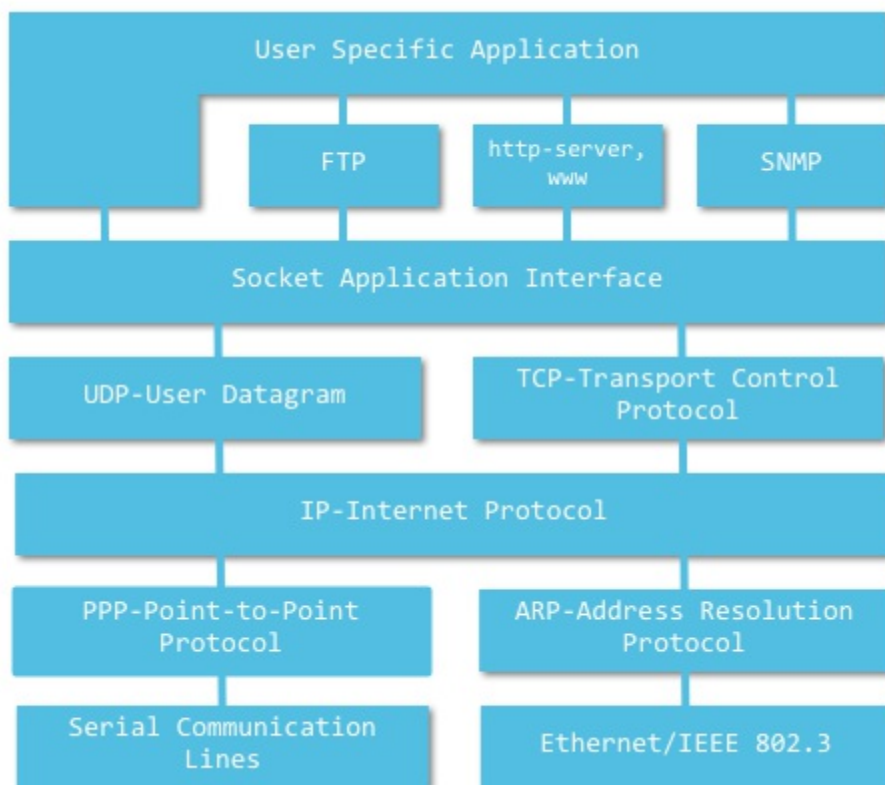 User Specific Application
FTP
http-server,
www
SNMP
Socket Application Interface
UDP-User Datagram
TCP-Transport Control
Protocol
IP-Internet Protocol
PPP-Point-to-Point
Protocol
ARP-Address Resolution
Protocol
Serial Communication
Lines
Ethernet/IEEE 802.3